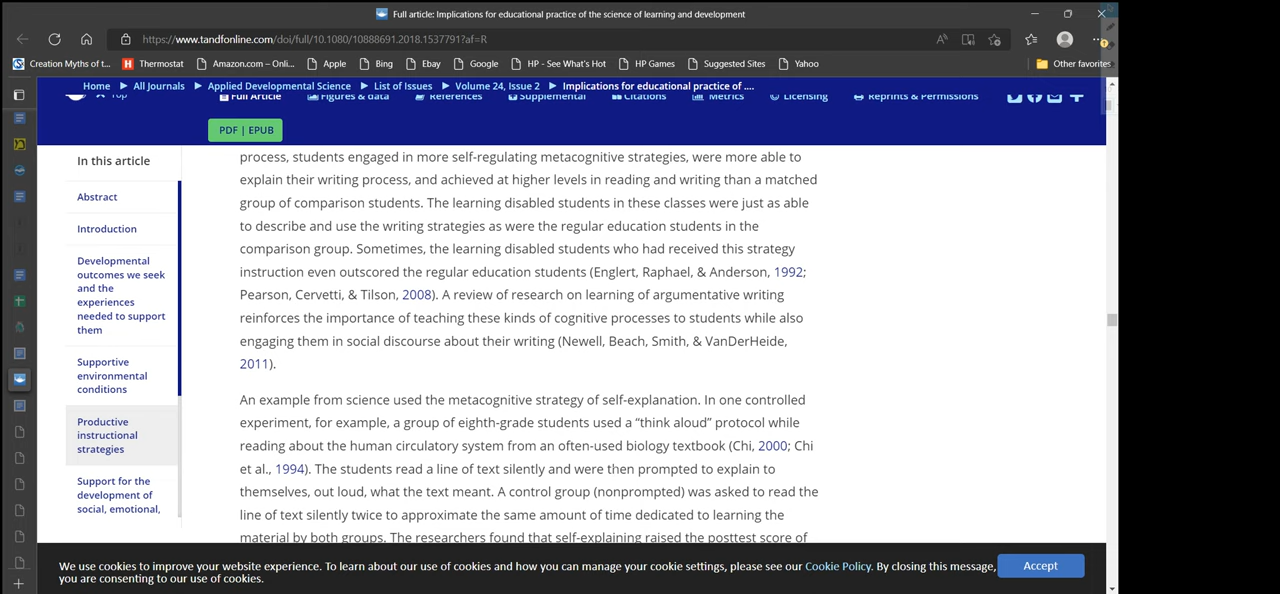 Full article: Implications for educational practice of the science of learning and development
https://www.tandfonline.com/doi/full/10.1080/10888691.2018.1537791?af=R
Creation Myths of t... Thermostat Amazon.com – Onli... Apple Bing Ebay Google HP - See What's Hot HP Games Suggested Sites Yahoo Other favorites
Home All Journals Applied Developmental Science List of Issues Volume 24, Issue 2 Implications for educational practice of ....
Top Full Article Figures & data References Supplemental Citations Metrics Licensing Reprints & Permissions
PDF | EPUB
In this article
Abstract
Introduction
Developmental
outcomes we seek
and the
experiences
needed to support
them
Supportive
environmental
conditions
Productive
instructional
strategies
Support for the
development of
social, emotional,
process, students engaged in more self-regulating metacognitive strategies, were more able to
explain their writing process, and achieved at higher levels in reading and writing than a matched
group of comparison students. The learning disabled students in these classes were just as able
to describe and use the writing strategies as were the regular education students in the
comparison group. Sometimes, the learning disabled students who had received this strategy
instruction even outscored the regular education students (Englert, Raphael, & Anderson, 1992;
Pearson, Cervetti, & Tilson, 2008). A review of research on learning of argumentative writing
reinforces the importance of teaching these kinds of cognitive processes to students while also
engaging them in social discourse about their writing (Newell, Beach, Smith, & VanDerHeide,
2011).
An example from science used the metacognitive strategy of self-explanation. In one controlled
experiment, for example, a group of eighth-grade students used a “think aloud” protocol while
reading about the human circulatory system from an often-used biology textbook (Chi, 2000; Chi
et al., 1994). The students read a line of text silently and were then prompted to explain to
themselves, out loud, what the text meant. A control group (nonprompted) was asked to read the
line of text silently twice to approximate the same amount of time dedicated to learning the
material by both groups. The researchers found that self-explaining raised the posttest score of
We use cookies to improve your website experience. To learn about our use of cookies and how you can manage your cookie settings, please see our Cookie Policy. By closing this message,
you are consenting to our use of cookies.
Accept